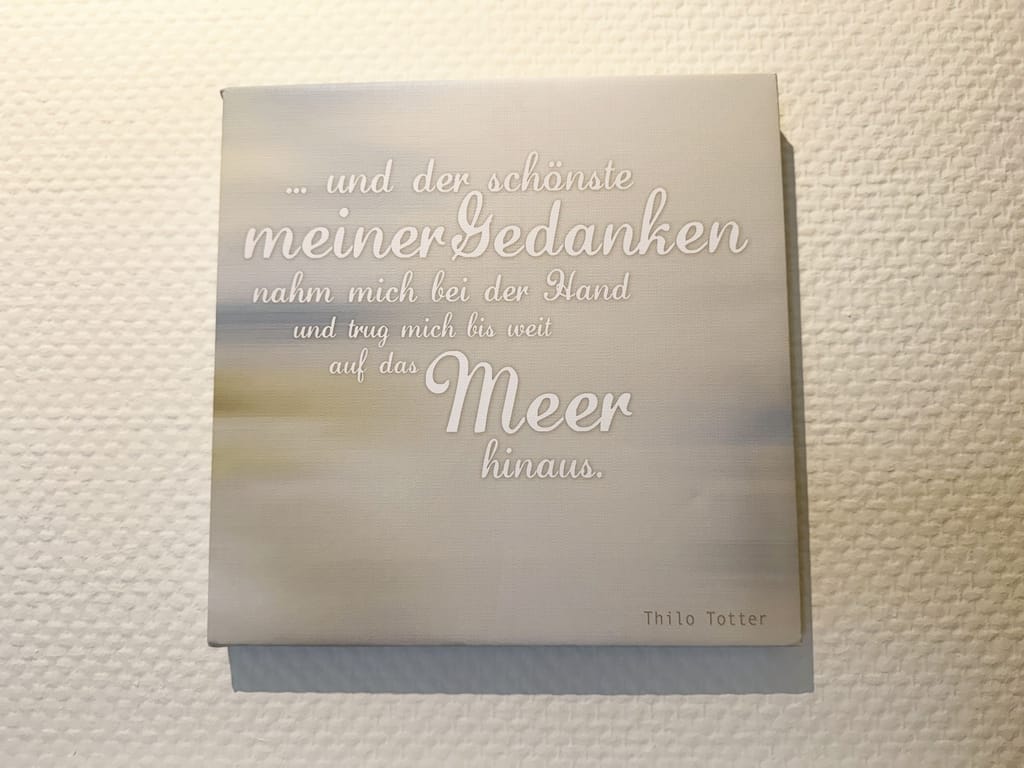 ... und der schönste
meiner Gedanken
nahm mich bei der Hand
und trug mich bis weit
auf das Meer
hinaus.
Thilo Totter